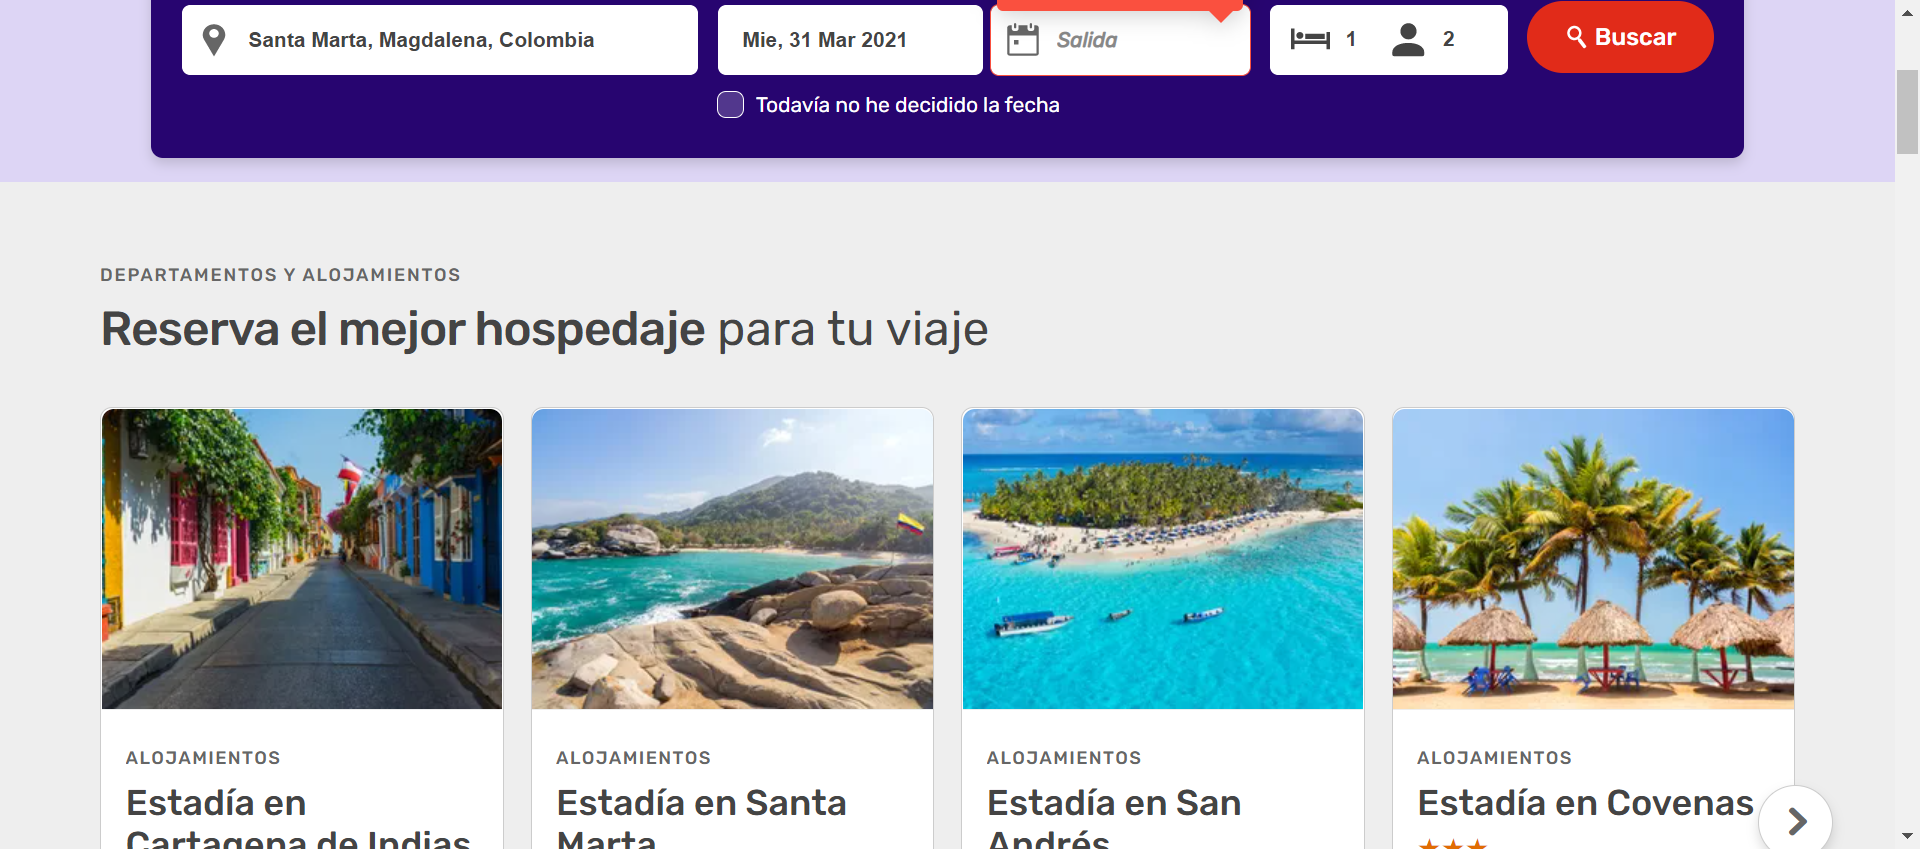 Santa Marta, Magdalena, Colombia
Mie, 31 Mar 2021
Salida
1
2
Buscar
Todavía no he decidido la fecha
DEPARTAMENTOS Y ALOJAMIENTOS
Reserva el mejor hospedaje para tu viaje
ALOJAMIENTOS
Estadía en
Cartagena de Indias
ALOJAMIENTOS
Estadía en Santa
Marta
ALOJAMIENTOS
Estadía en San
Andrés
ALOJAMIENTOS
Estadía en Covenas